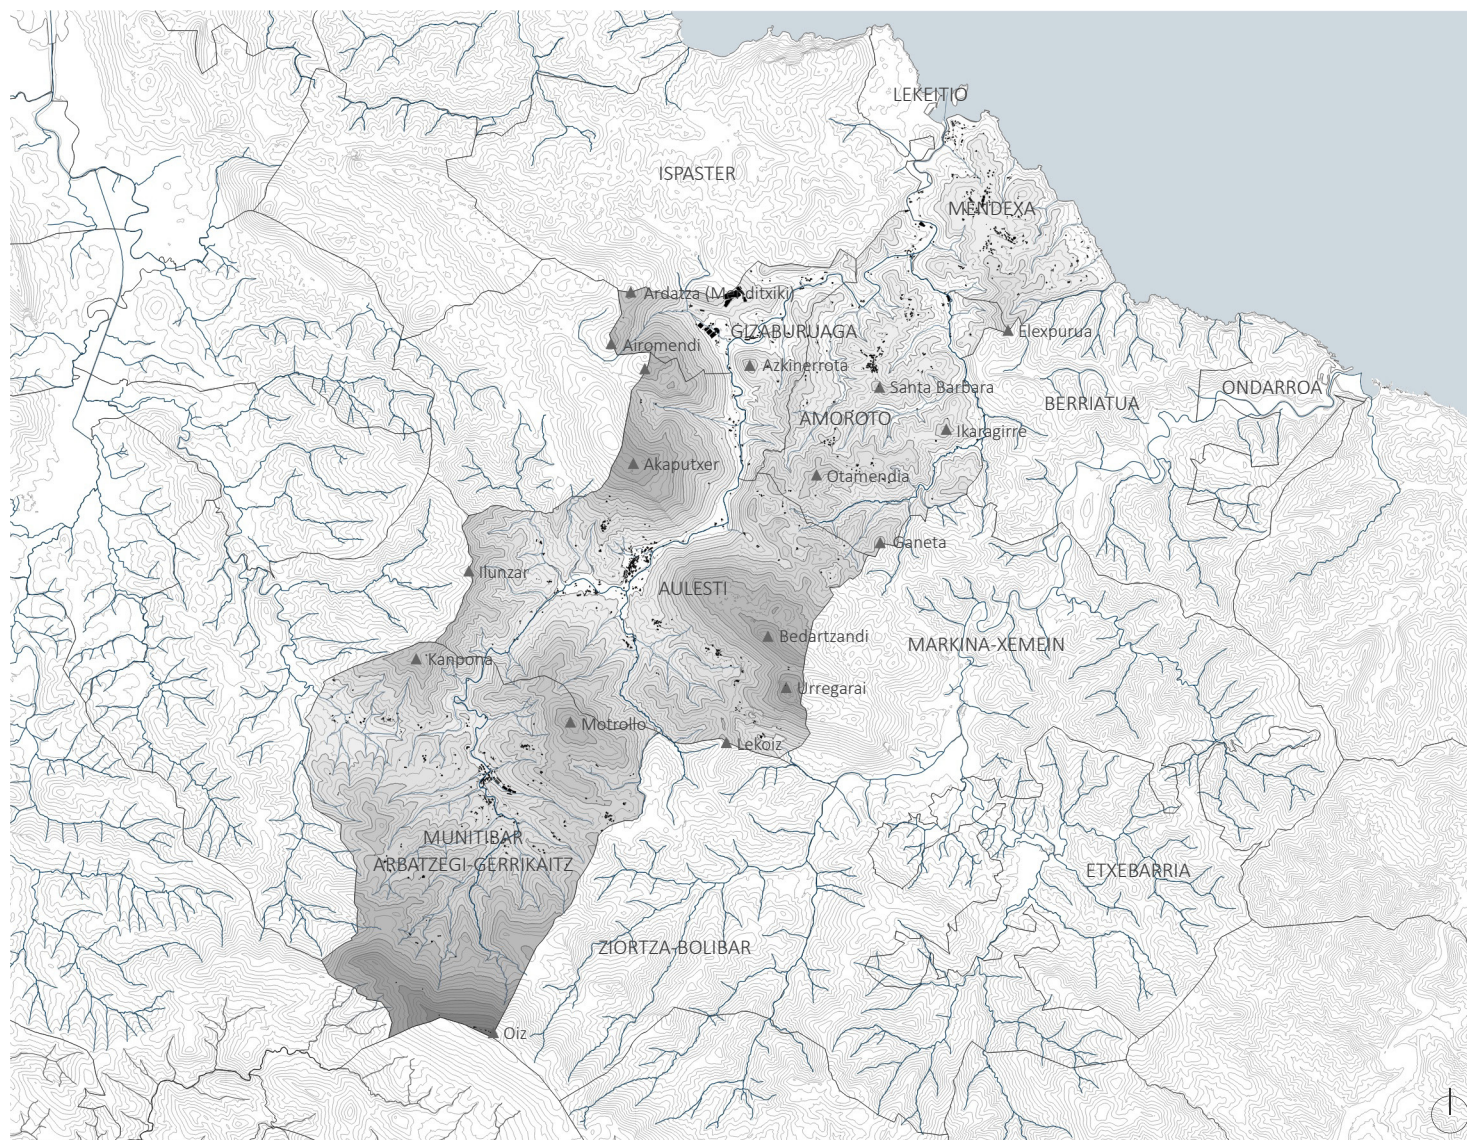 LEKEITIO
ISPASTER
MENDEXA
Ardatza (Menditxiki)
GIZABURUAGA
Elexpurua
Airomendi
Azkinerrota
Santa Barbara
ONDARROA
BERRIATUA
AMOROTO
Ikaragirre
Akaputxer
Otamendia
Ganeta
Ilunzar
AULESTI
Bedartzandi
MARKINA-XEMEIN
Kanpona
Urregarai
Motrollo
Lekoiz
MUNITIBAR
ARBATZEGI-GERRIKAITZ
ETXEBARRIA
ZIORTZA-BOLIBAR
Oiz